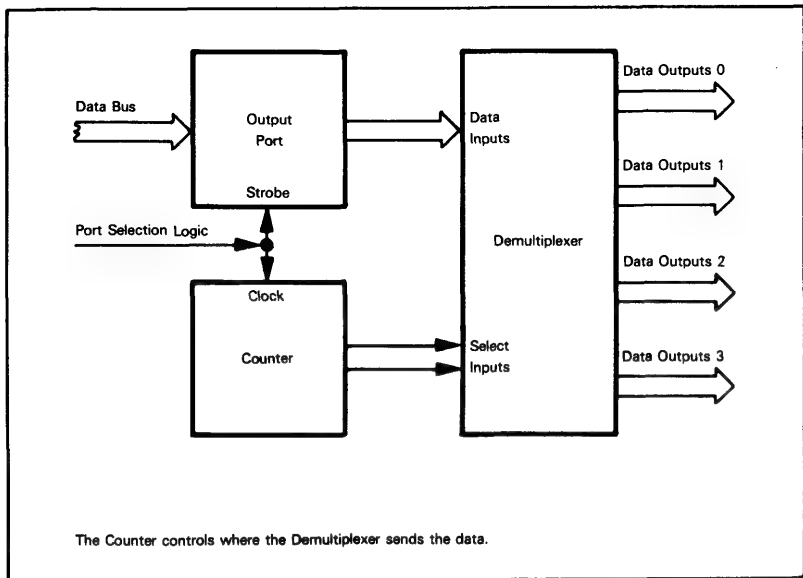 Data Bus
Output
Port
Strobe
Port Selection Logic
Clock
Counter
Data
Inputs
Demultiplexer
Select
Inputs
Data Outputs 0
Data Outputs 1
Data Outputs 2
Data Outputs 3
The Counter controls where the Demultiplexer sends the data.